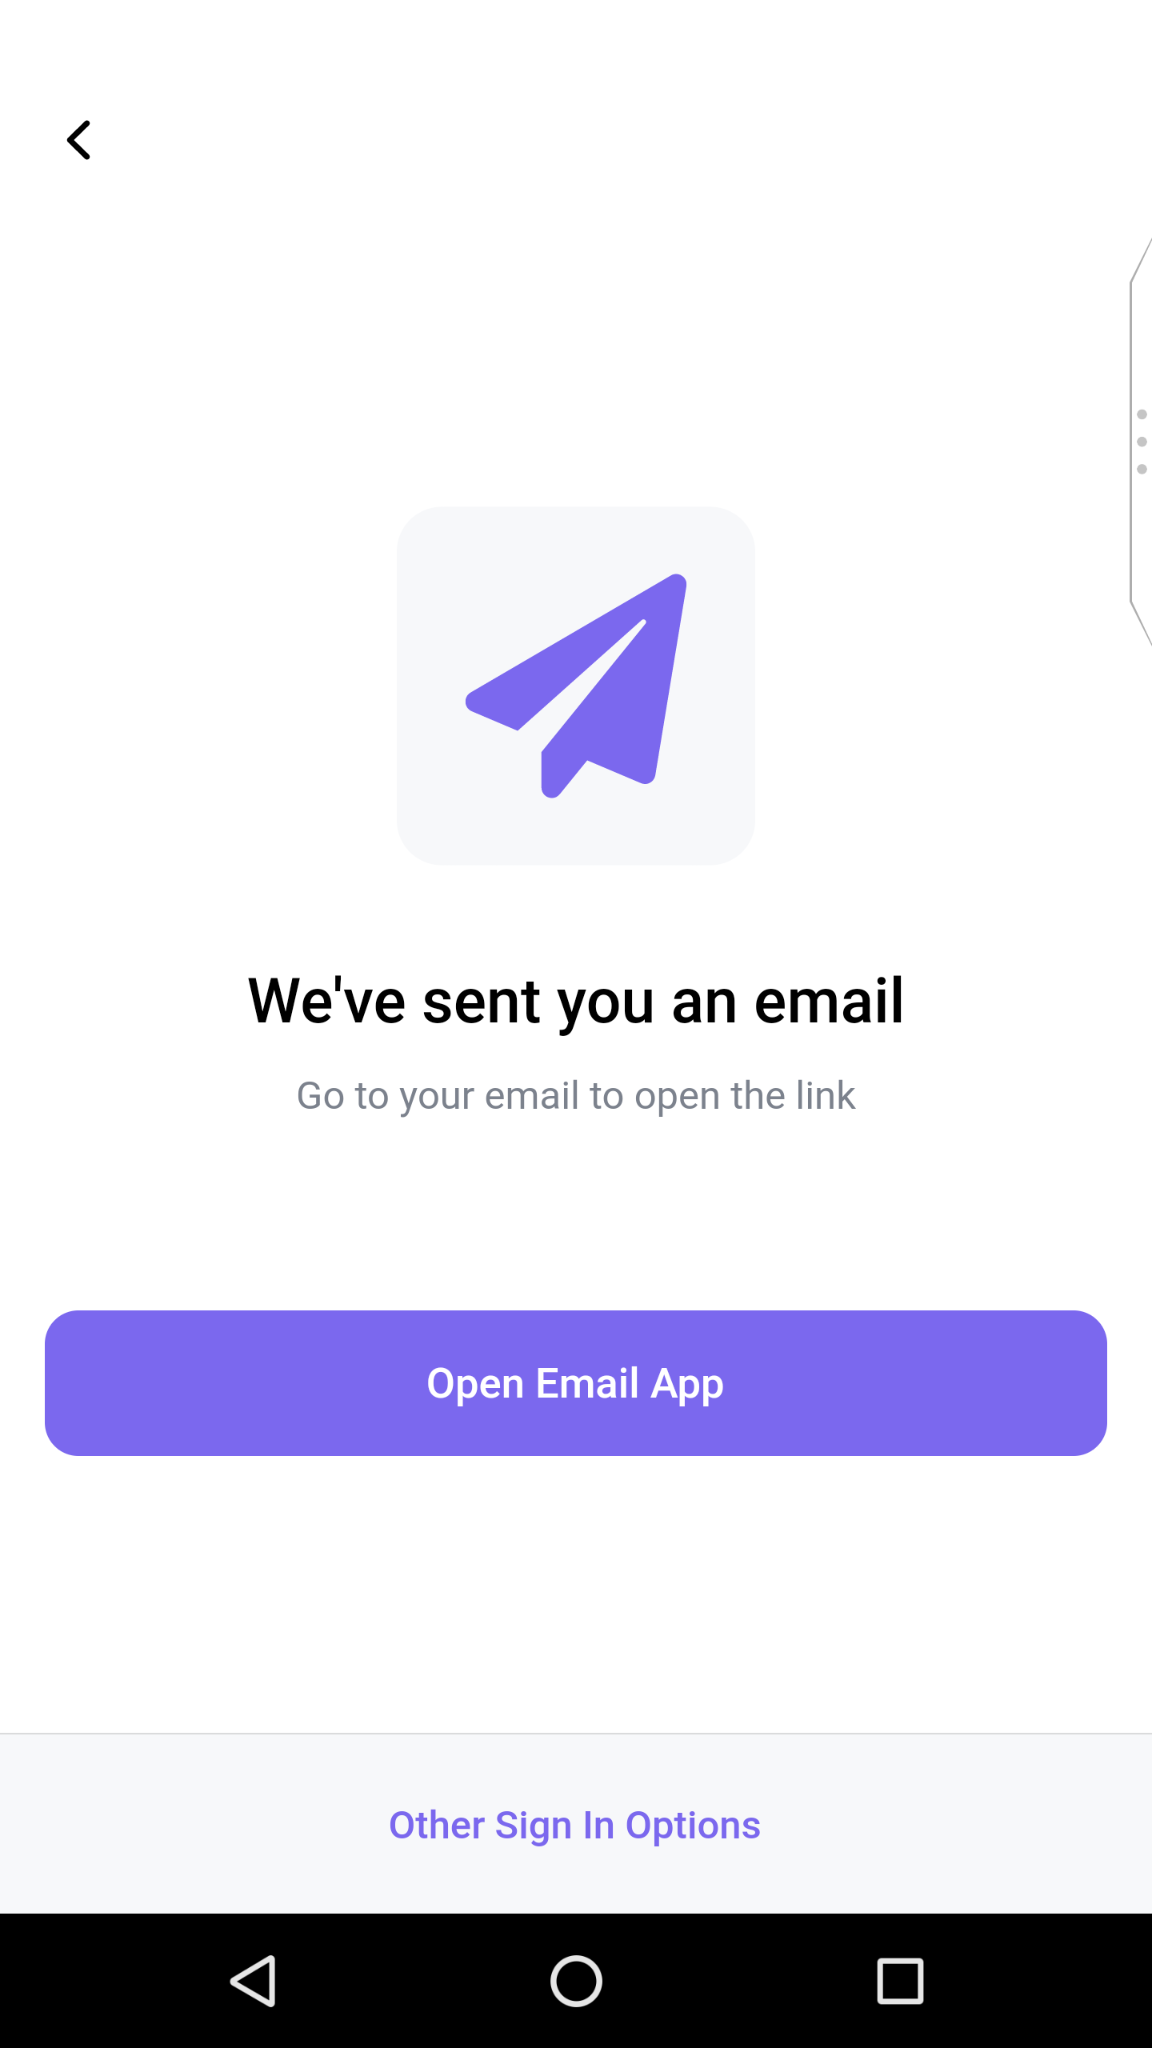 We've sent you an email
Go to your email to open the link
Open Email App
Other Sign In Options